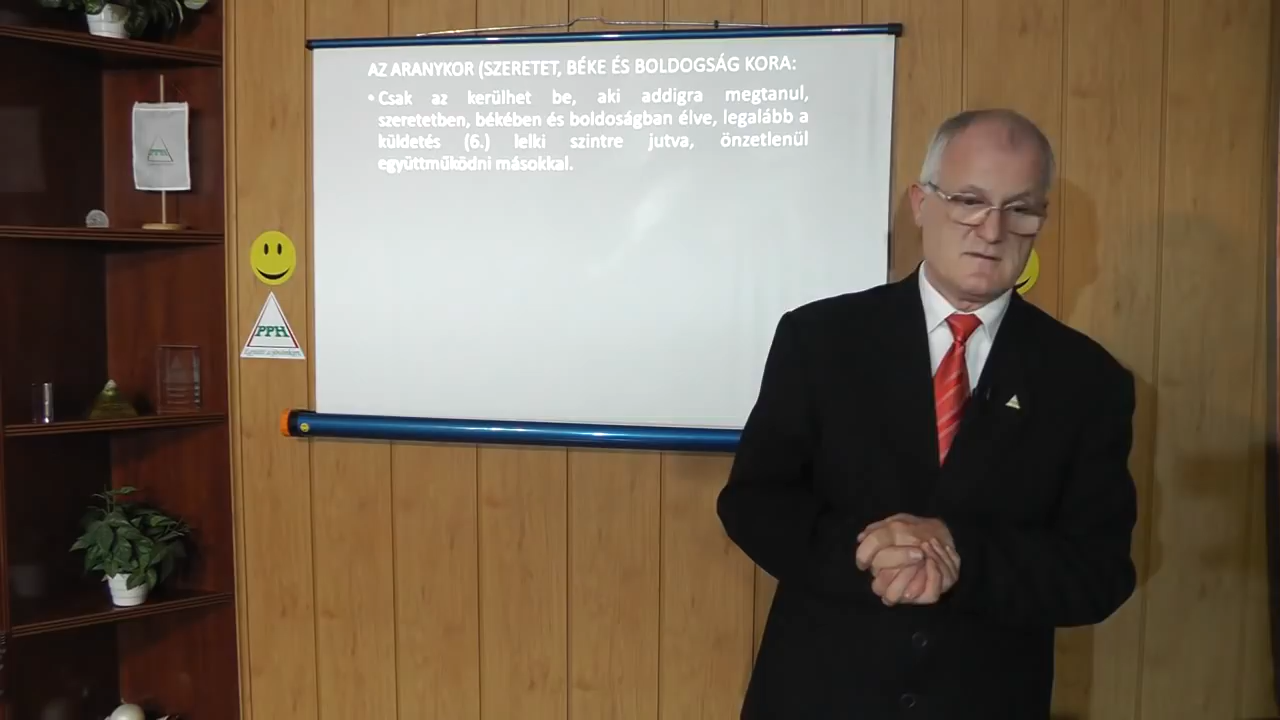 AZ ARANYKOR (SZERETET, BÉKE ÉS BOLDOGSÁG KORA:
• Csak az kerülhet be, aki addigra megtanul,
szeretetben, békében és boldoságban élve, legalább a
küldetés (6.) lelki szintre jutva, önzetlenül
együttműködni másokkal.
PPH